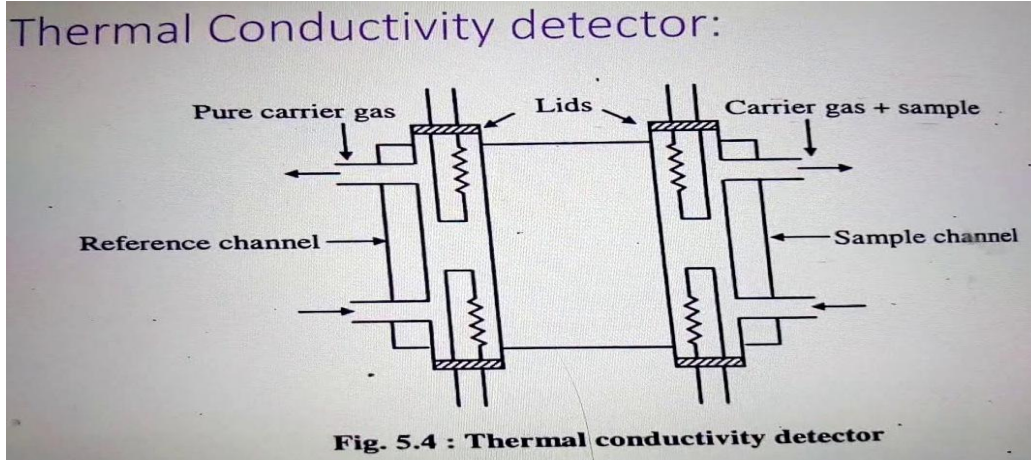 Thermal Conductivity detector:
Pure carrier gas
Lids
Carrier gas + sample
Reference channel
Sample channel
Fig. 5.4 : Thermal conductivity detector